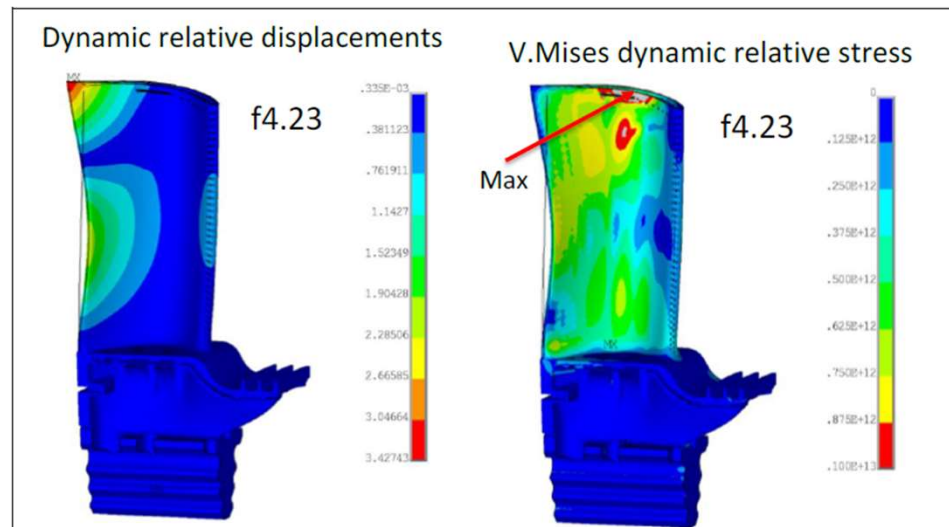 Dynamic relative displacements
MX
f4.23
.335E-03
.381123
.761911
1.1427
1.52349
1.90428
2.28506
2.66585
3.04664
3.42743
V.Mises dynamic relative stress
f4.23
Max
MX
0
.125E+12
.250E+12
.375E+12
.500E+12
.625E+12
.750E+12
.875E+12
.100E+13